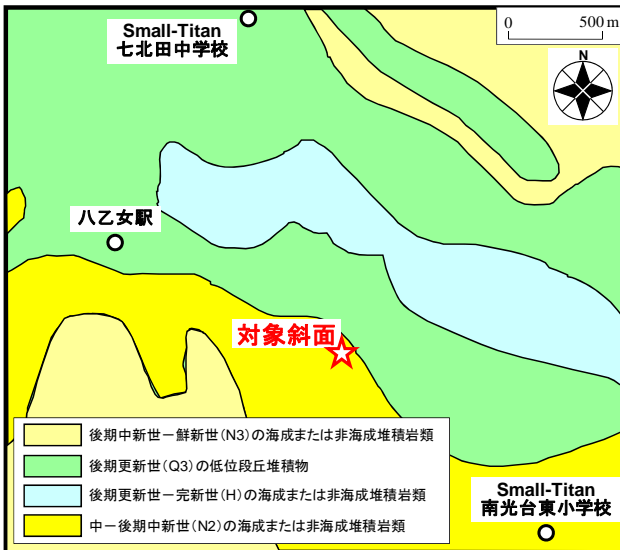 Small-Titan
七北田中学校
0 500 m
N
八乙女駅
対象斜面
後期中新世－鮮新世(N3)の海成または非海成堆積岩類
後期更新世(Q3)の低位段丘堆積物
後期更新世－完新世(H)の海成または非海成堆積岩類
中－後期中新世(N2)の海成または非海成堆積岩類
Small-Titan
南光台東小学校